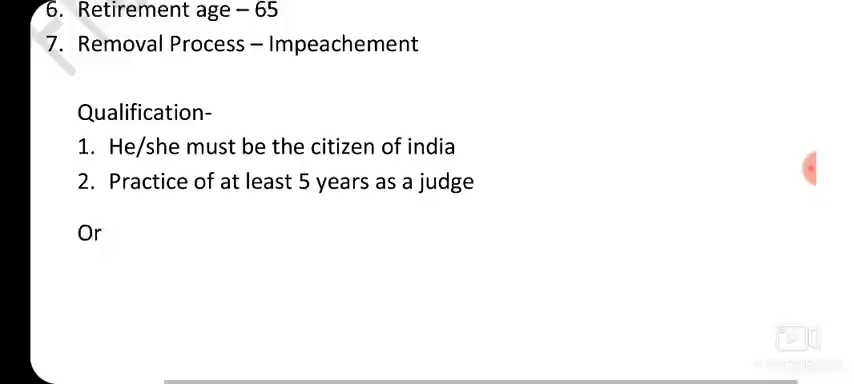 6. Retirement age – 65
7. Removal Process – Impeachement
Qualification-
1. He/she must be the citizen of india
2. Practice of at least 5 years as a judge
Or